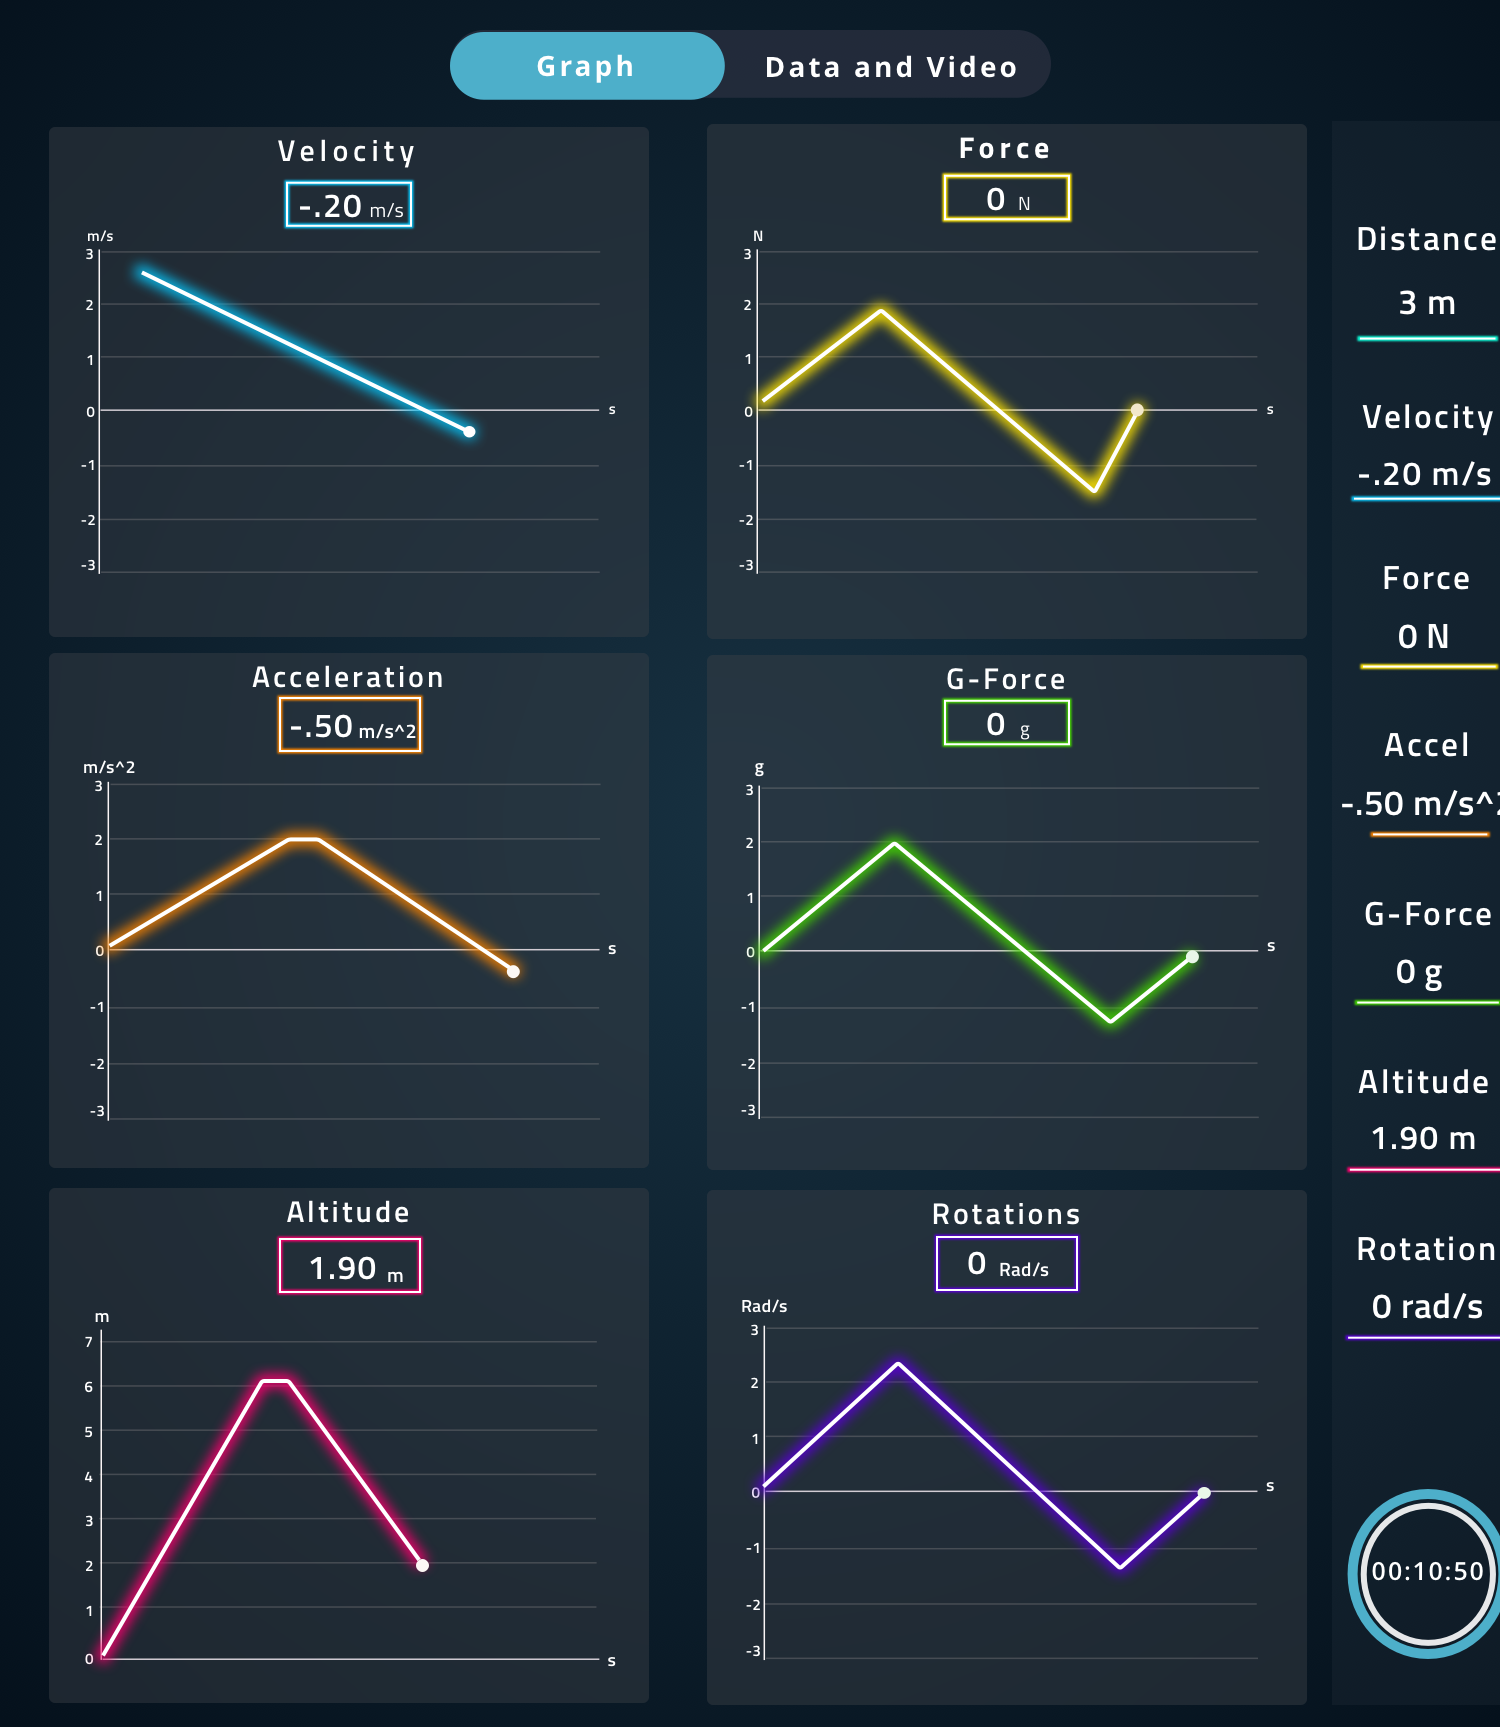 Graph
Data and Video
Velocity
-.20 m/s
m/s
3
2
1
0
-1
-2
-3
s
Force
0 N
N
3
2
1
0
-1
-2
-3
s
Acceleration
-.50 m/s^2
m/s^2
3
2
1
0
-1
-2
-3
s
G-Force
0 g
g
3
2
1
0
-1
-2
-3
s
Altitude
1.90 m
m
7
6
5
4
3
2
1
0
s
Rotations
0 Rad/s
Rad/s
3
2
1
0
-1
-2
-3
s
Distance
3 m
Velocity
-.20 m/s
Force
0 N
Accel
-.50 m/s^2
G-Force
0 g
Altitude
1.90 m
Rotation
0 rad/s
00:10:50